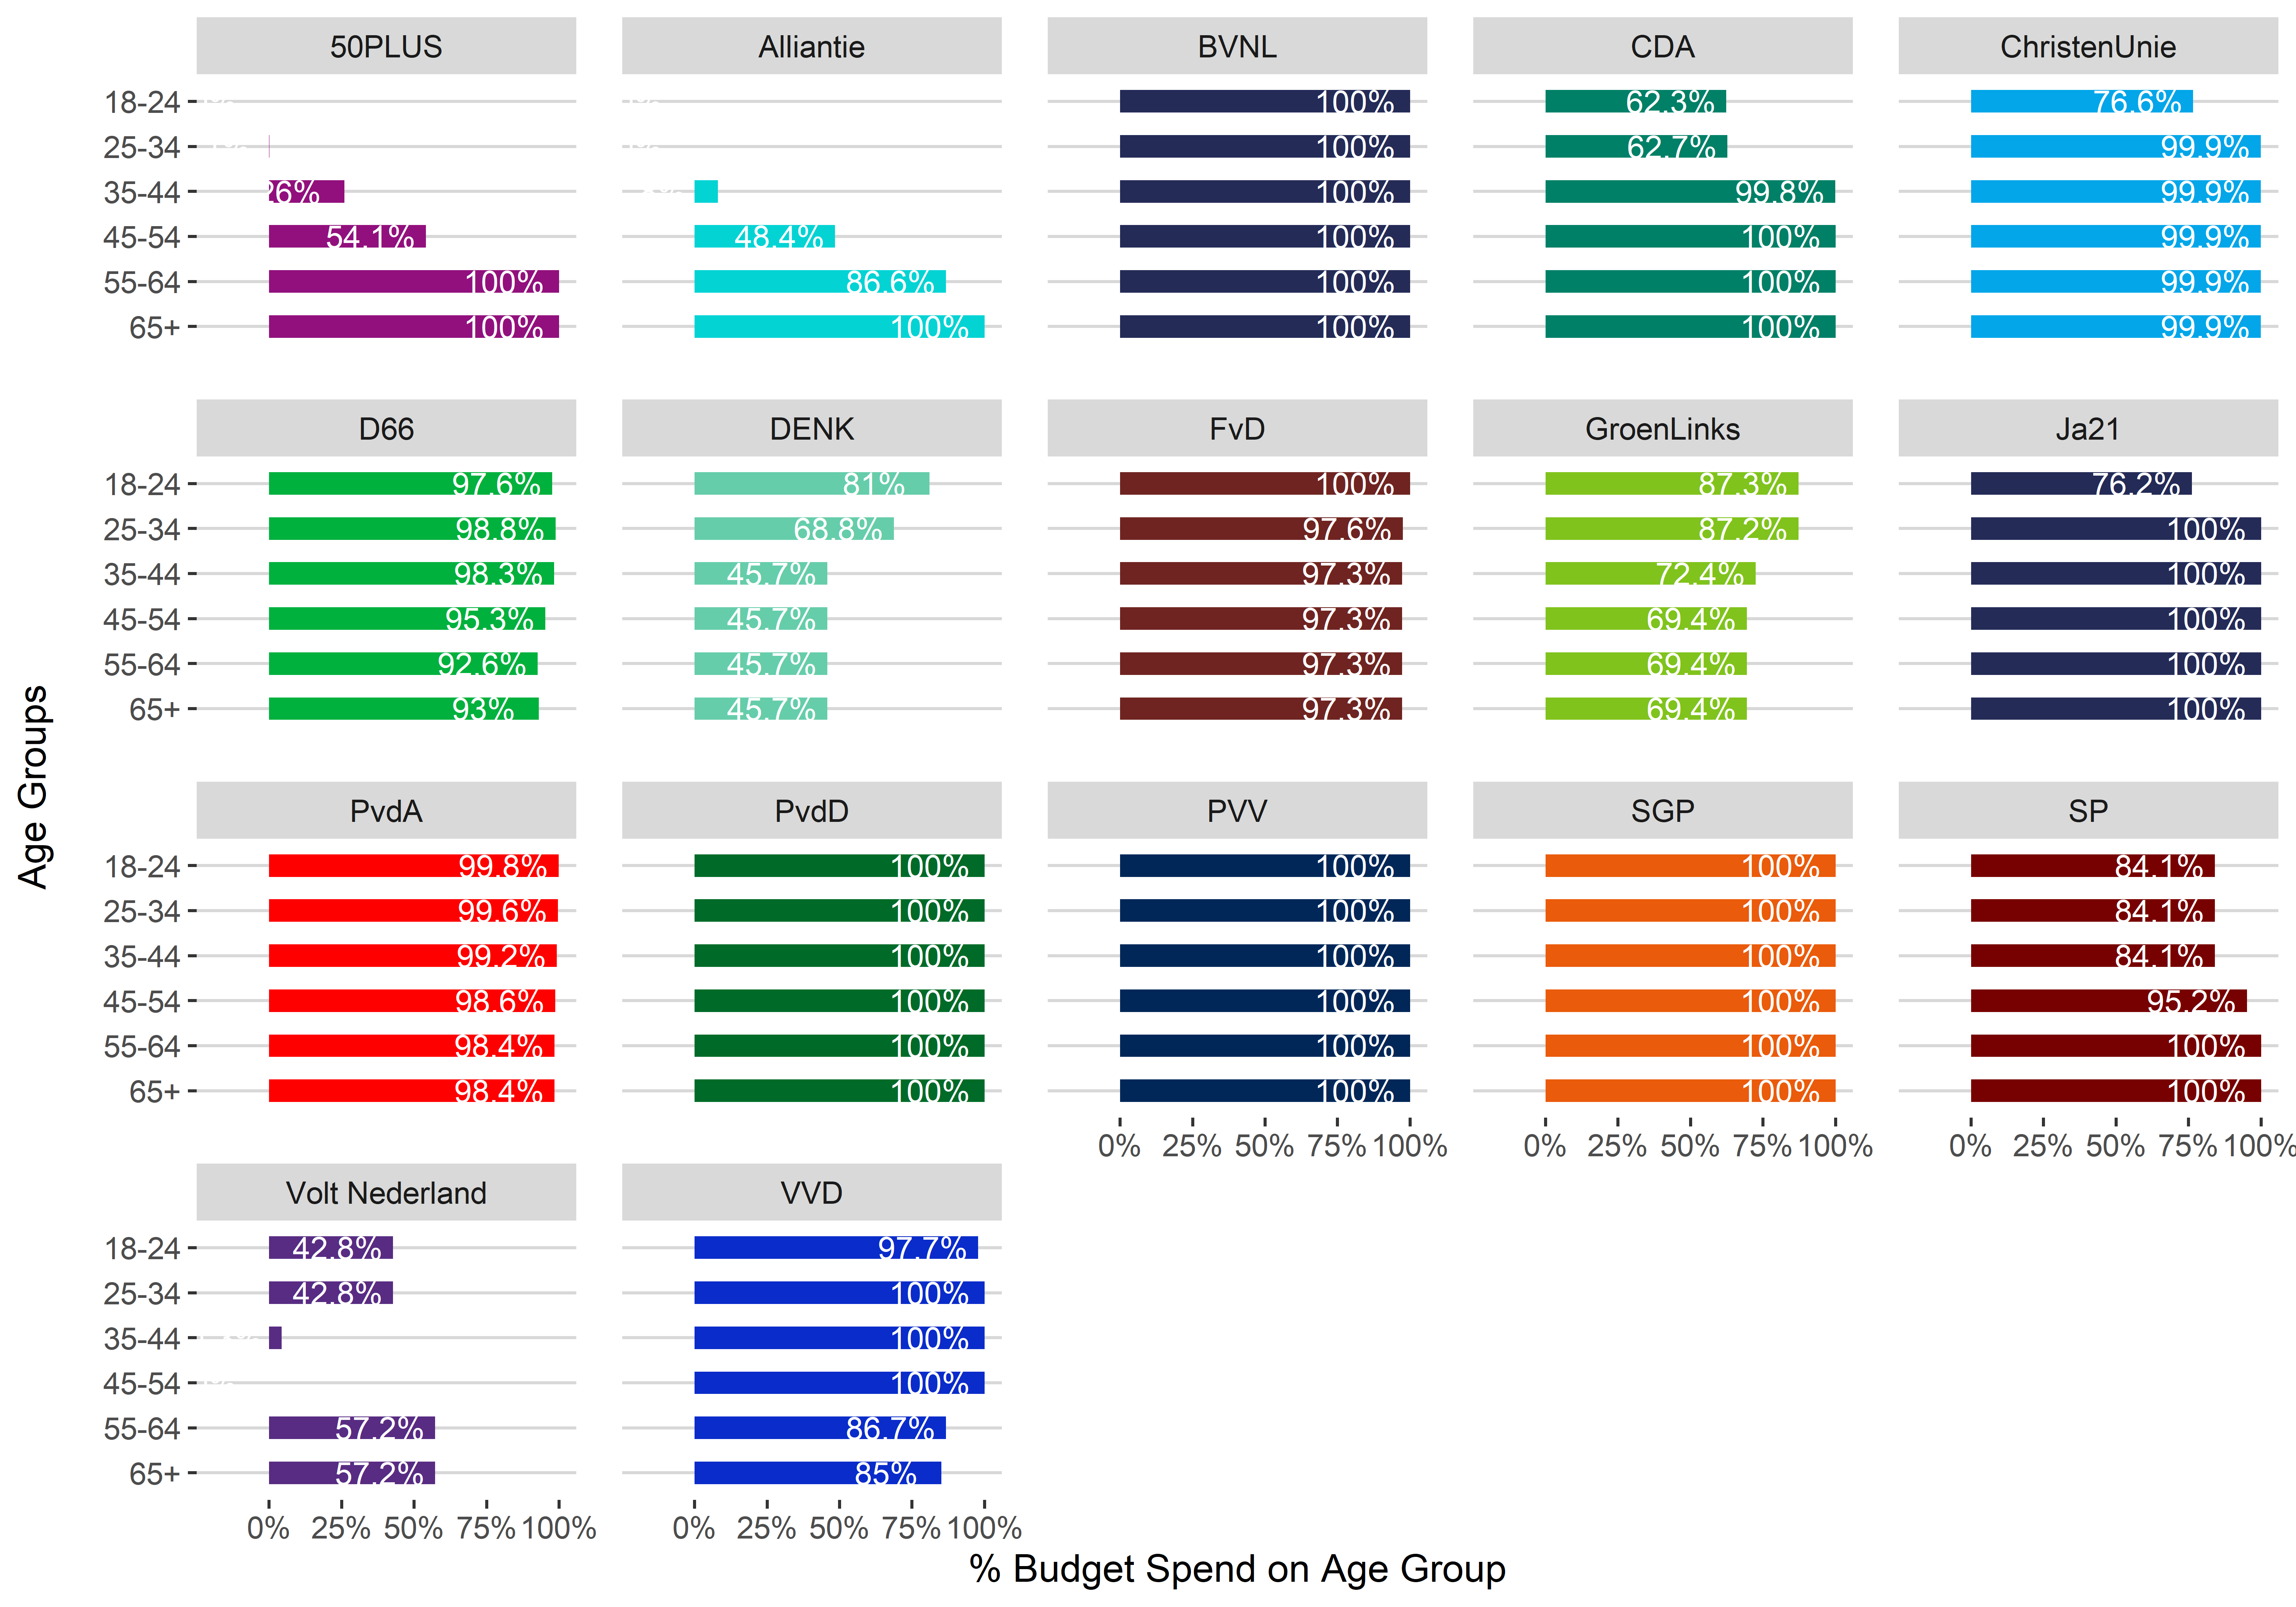 50PLUS Alliantie BVNL CDA ChristenUnie
18-24 100% 62.3% 76.6%
25-34 100% 62.7% 99.9%
35-44 26% 100% 99.8% 99.9%
45-54 54.1% 48.4% 100% 100% 99.9%
55-64 100% 86.6% 100% 100% 99.9%
65+ 100% 100% 100% 100% 99.9%
D66 DENK FvD GroenLinks Ja21
18-24 97.6% 81% 100% 87.3% 76.2%
25-34 98.8% 68.8% 97.6% 87.2% 100%
35-44 98.3% 45.7% 97.3% 72.4% 100%
45-54 95.3% 45.7% 97.3% 69.4% 100%
55-64 92.6% 45.7% 97.3% 69.4% 100%
65+ 93% 45.7% 97.3% 69.4% 100%
Age Groups
PvdA PvdD PVV SGP SP
18-24 99.8% 100% 100% 100% 84.1%
25-34 99.6% 100% 100% 100% 84.1%
35-44 99.2% 100% 100% 100% 84.1%
45-54 98.6% 100% 100% 100% 95.2%
55-64 98.4% 100% 100% 100% 100%
65+ 98.4% 100% 100% 100% 100%
0% 25% 50% 75% 100% 0% 25% 50% 75% 100% 0% 25% 50% 75% 100%
Volt Nederland VVD
18-24 42.8% 97.7%
25-34 42.8% 100%
35-44 100%
45-54 100%
55-64 57.2% 86.7%
65+ 57.2% 85%
0% 25% 50% 75% 100% 0% 25% 50% 75% 100%
% Budget Spend on Age Group